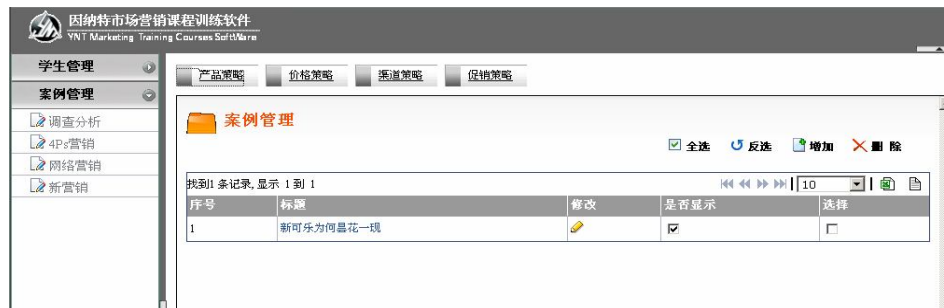 因纳特市场营销课程训练软件
YNT Marketing Training Courses SoftWare
学生管理
案例管理
调查分析
4Ps营销
网络营销
新营销
产品策略 价格策略 渠道策略 促销策略
案例管理
全选 反选 增加 删 除
找到1 条记录, 显示 1 到 1 10
序号 标题 修改 是否显示 选择
1 新可乐为何昙花一现